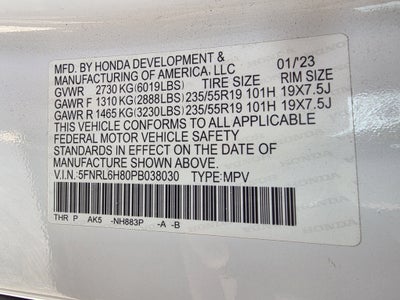 MFD. BY HONDA DEVELOPMENT & 01/'23
MANUFACTURING OF AMERICA, LLC
GVWR 2730 KG(6019LBS) TIRE SIZE RIM SIZE
GAWR F 1310 KG(2888LBS) 235/55R19 101H 19X7.5J
GAWR R 1465 KG(3230LBS) 235/55R19 101H 19X7.5J
THIS VEHICLE CONFORMS TO ALL APPLICABLE
FEDERAL MOTOR VEHICLE SAFETY
STANDARDS IN EFFECT ON THE DATE OF
MANUFACTURE SHOWN ABOVE.
V.I.N.:5FNRL6H80PB038030 TYPE:MPV
THR P AK5 -NH883P -A -B